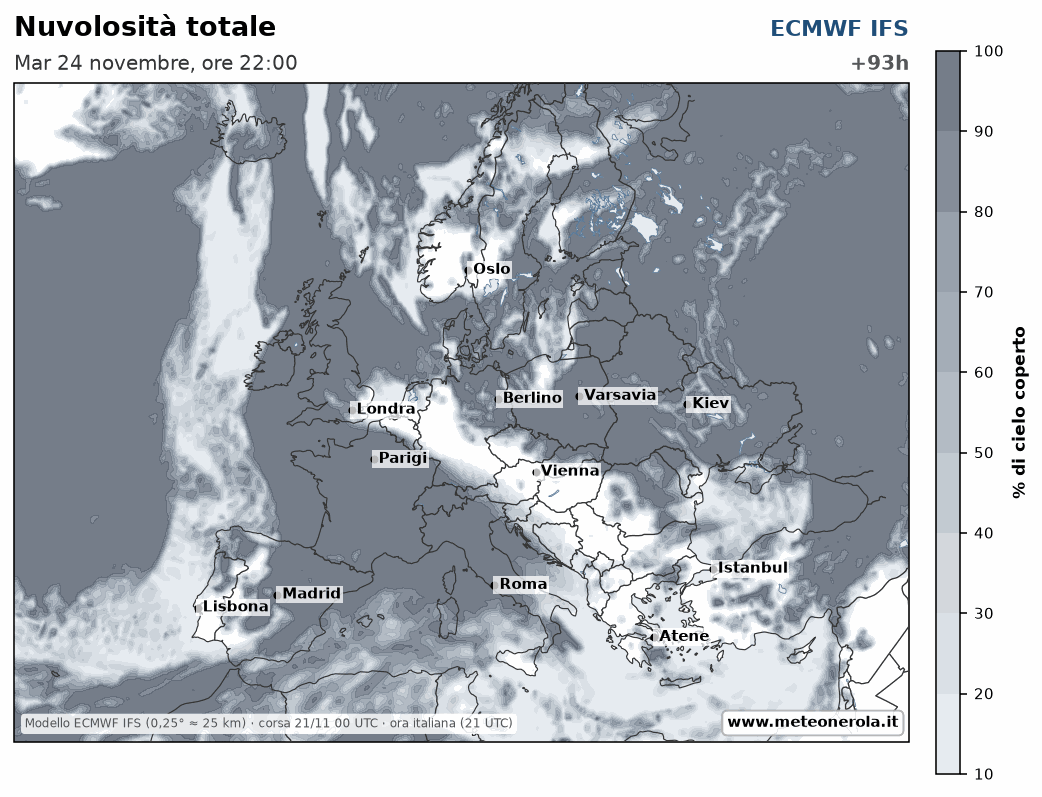 Nuvolosità totale
ECMWF IFS
Mar 24 novembre, ore 22:00
+93h
100
90
80
70
60
50
40
30
20
10
% di cielo coperto
Oslo
Londra
Berlino
Varsavia
Kiev
Parigi
Vienna
Istanbul
Roma
Madrid
Lisbona
Atene
Modello ECMWF IFS (0,25° ≈ 25 km) · corsa 21/11 00 UTC · ora italiana (21 UTC)
www.meteonerola.it